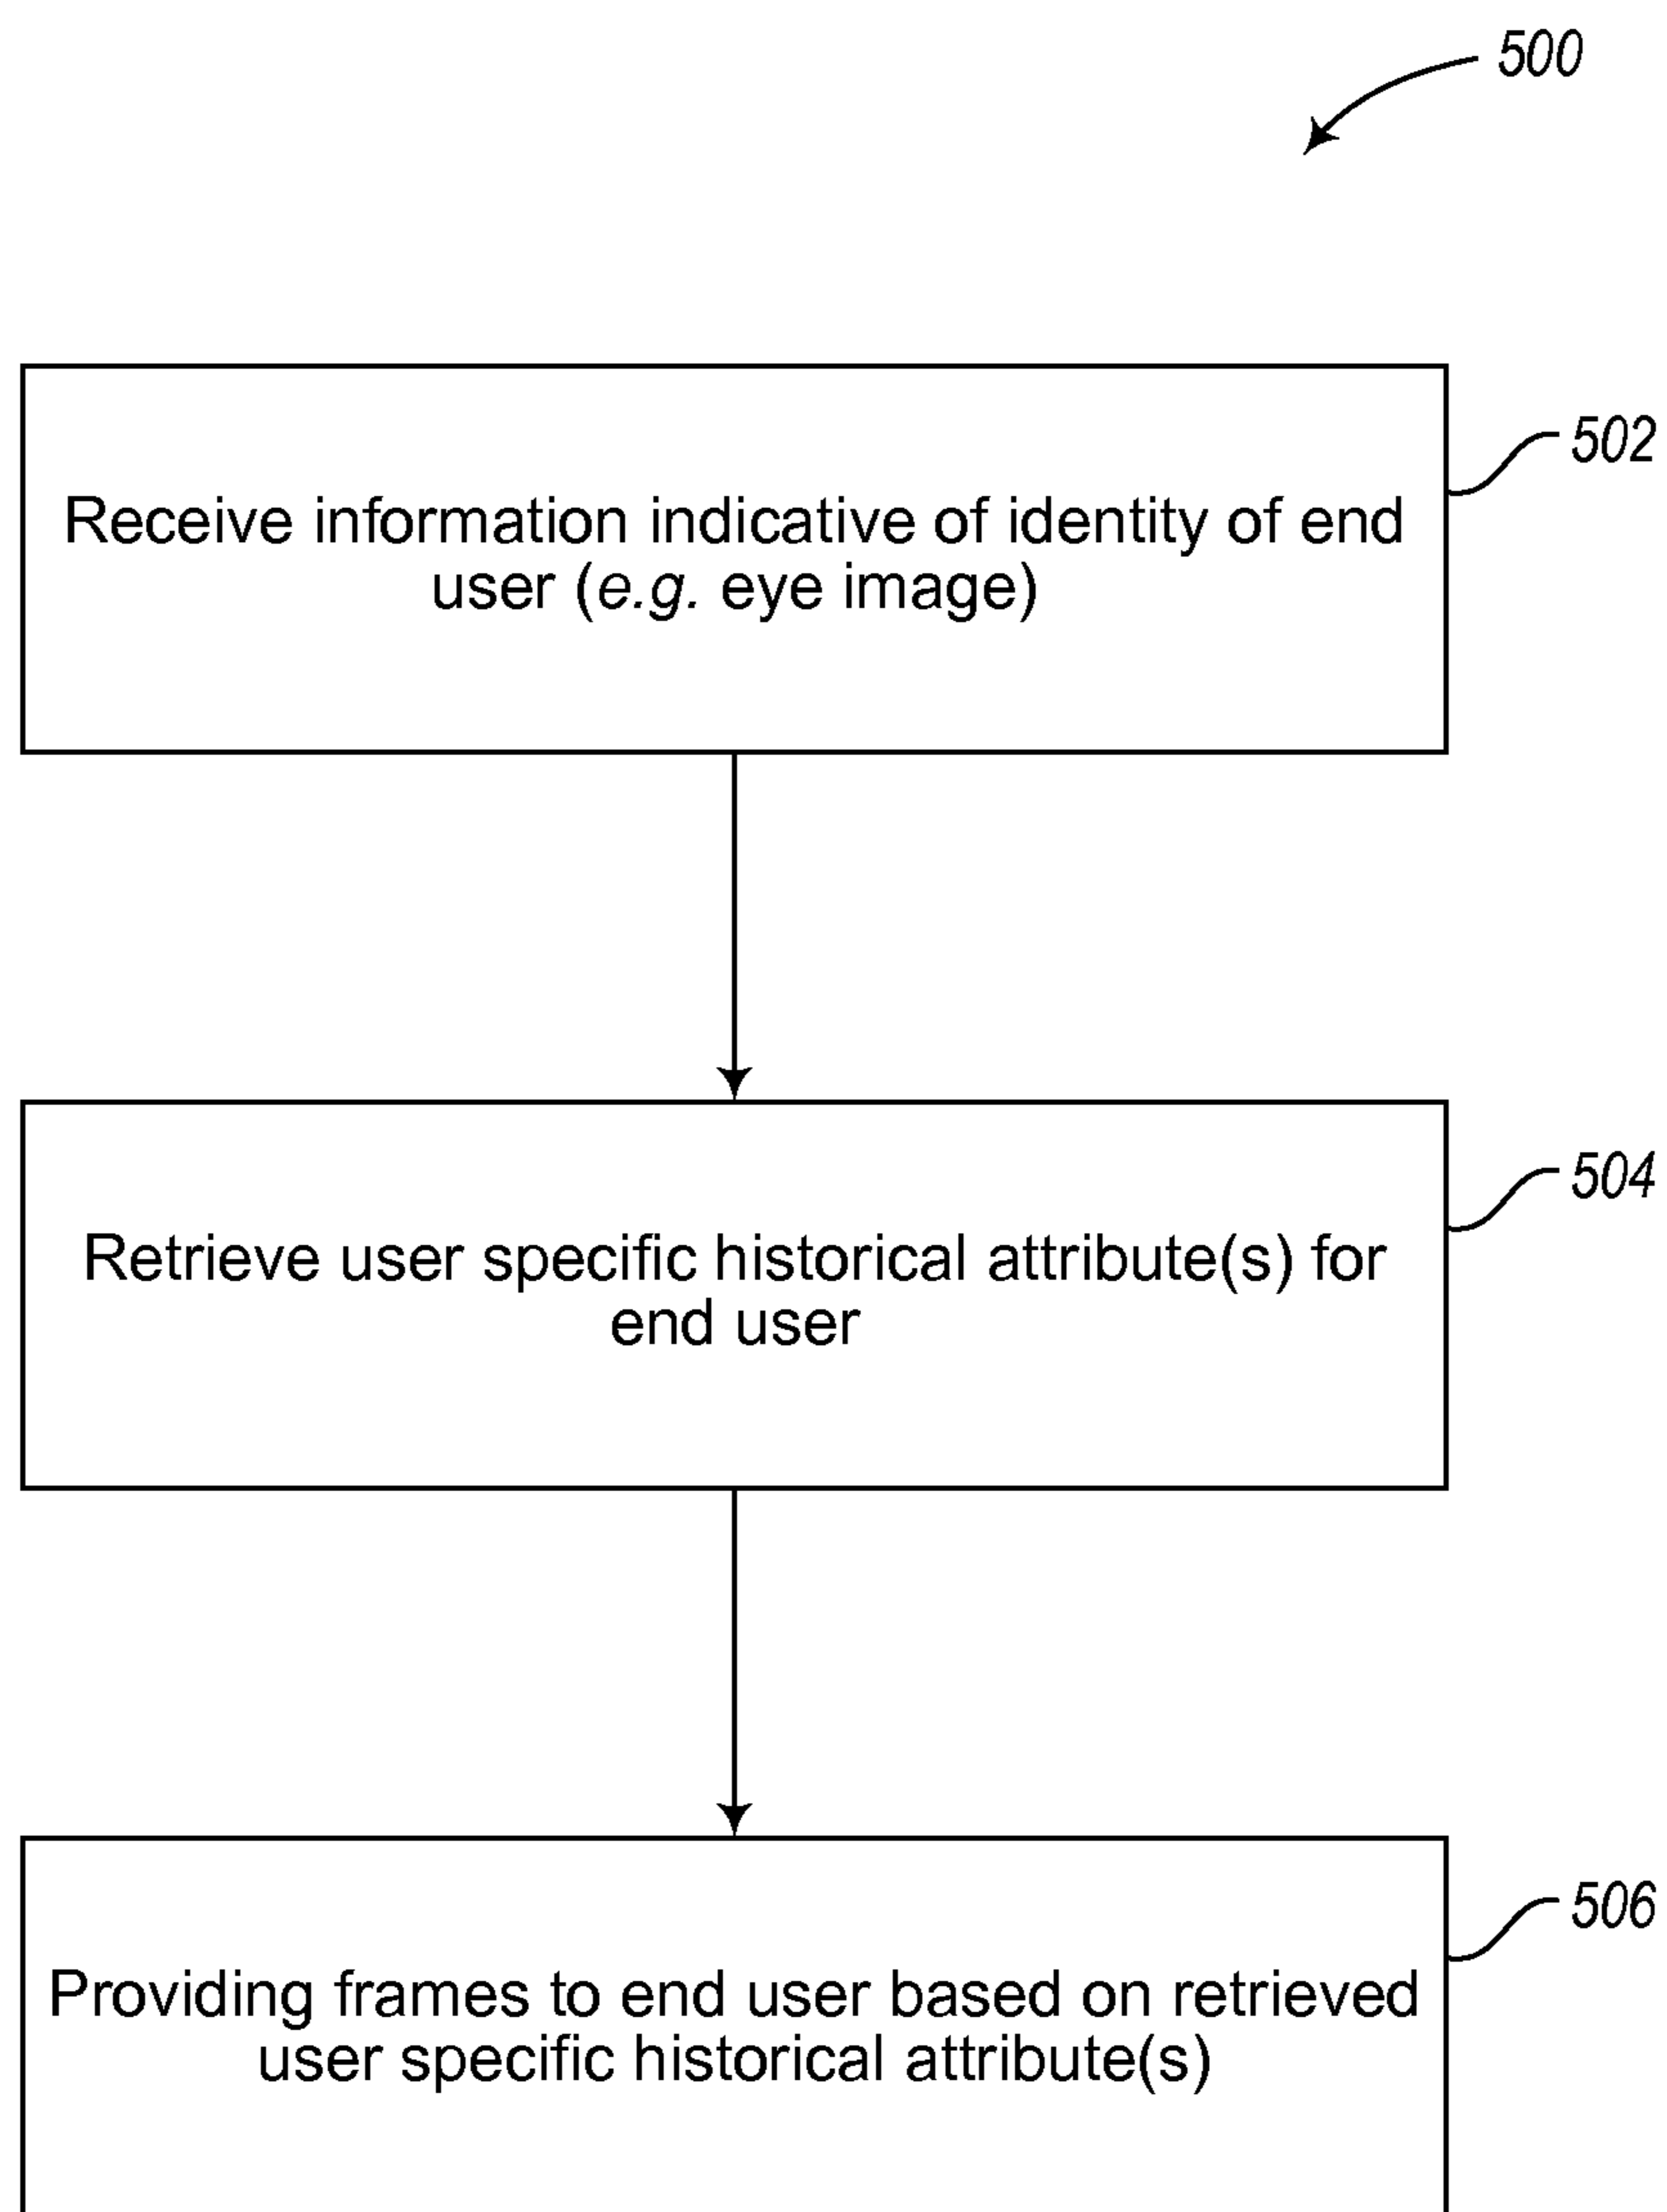 500
502
Receive information indicative of identity of end
user (e.g. eye image)
504
Retrieve user specific historical attribute(s) for
end user
506
Providing frames to end user based on retrieved
user specific historical attribute(s)